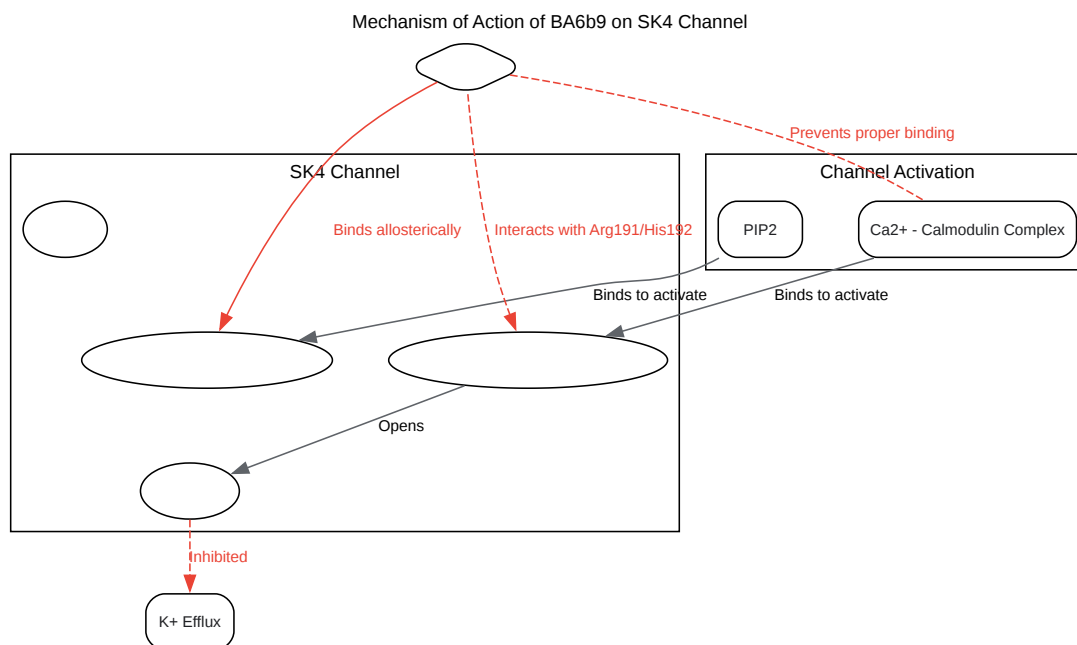 Mechanism of Action of BA6b9 on SK4 Channel
Prevents proper binding
SK4 Channel
Channel Activation
Binds allosterically
Interacts with Arg191/His192
PIP2
Ca2+ - Calmodulin Complex
Binds to activate
Binds to activate
Opens
Inhibited
K+ Efflux